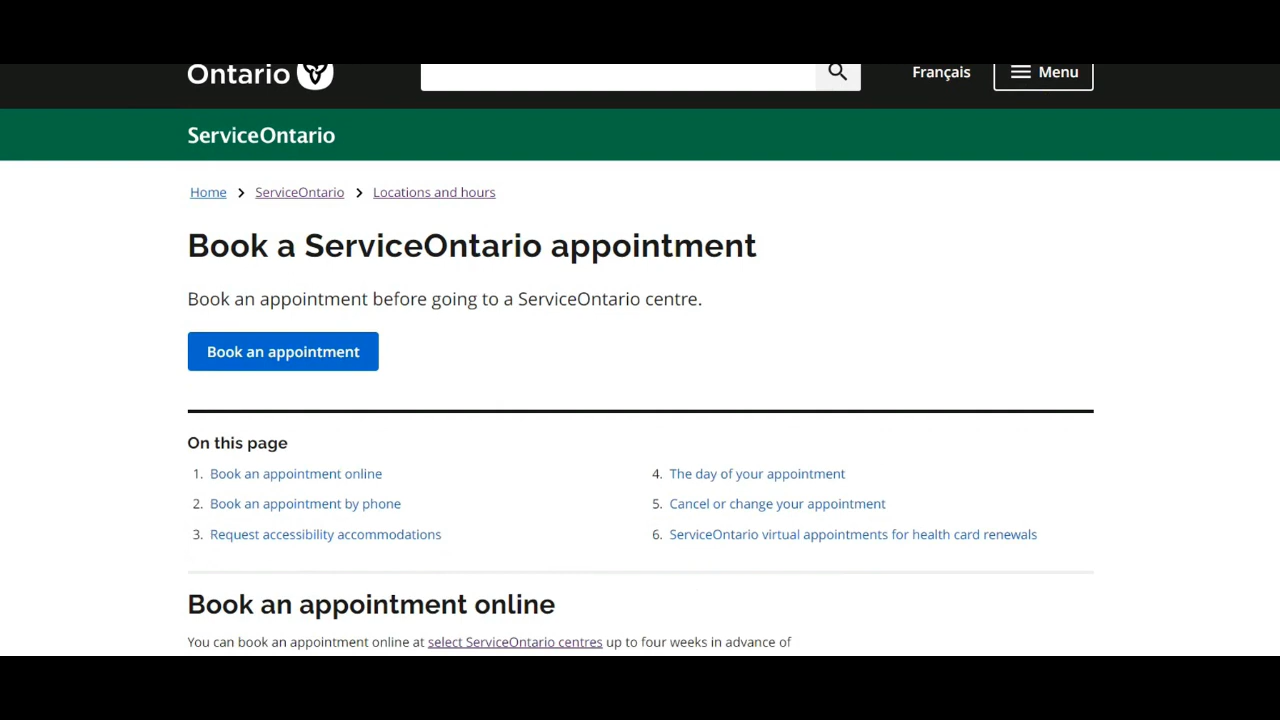 Ontario
Français
Menu
ServiceOntario
Home ServiceOntario Locations and hours
Book a ServiceOntario appointment
Book an appointment before going to a ServiceOntario centre.
Book an appointment
On this page
1. Book an appointment online
2. Book an appointment by phone
3. Request accessibility accommodations
4. The day of your appointment
5. Cancel or change your appointment
6. ServiceOntario virtual appointments for health card renewals
Book an appointment online
You can book an appointment online at select ServiceOntario centres up to four weeks in advance of